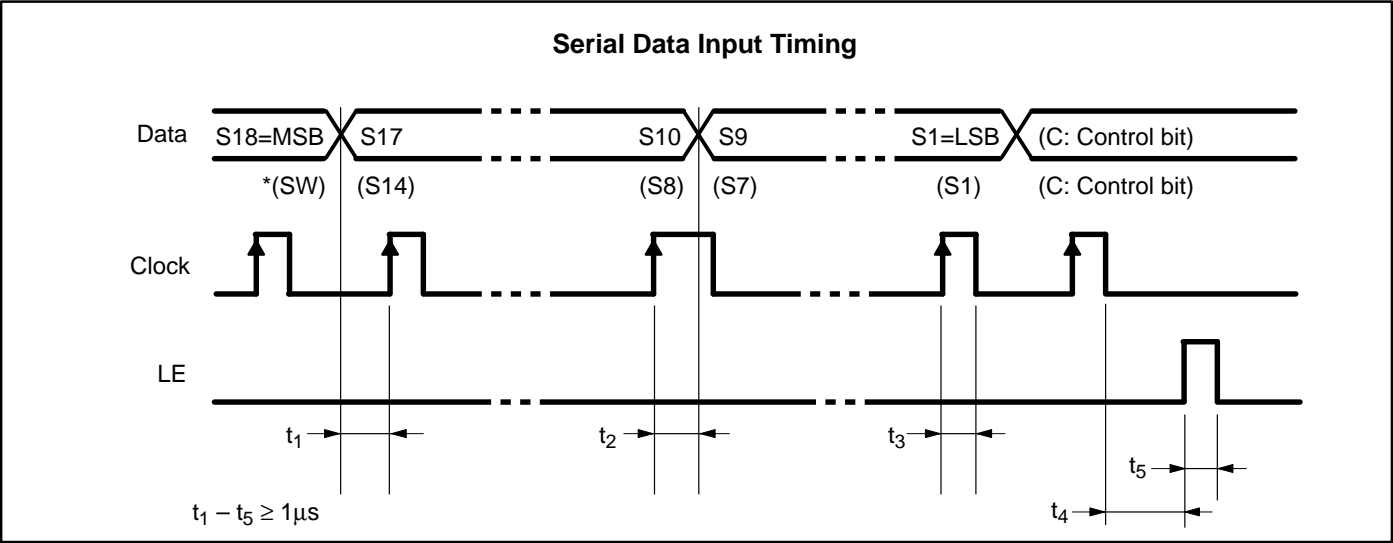 Serial Data Input Timing
Data S18=MSB S17 S10 S9 S1=LSB (C: Control bit)
*(SW) (S14) (S8) (S7) (S1) (C: Control bit)
Clock
LE
t1 t2 t3
t5
t4
t1 – t5 ≥ 1µs